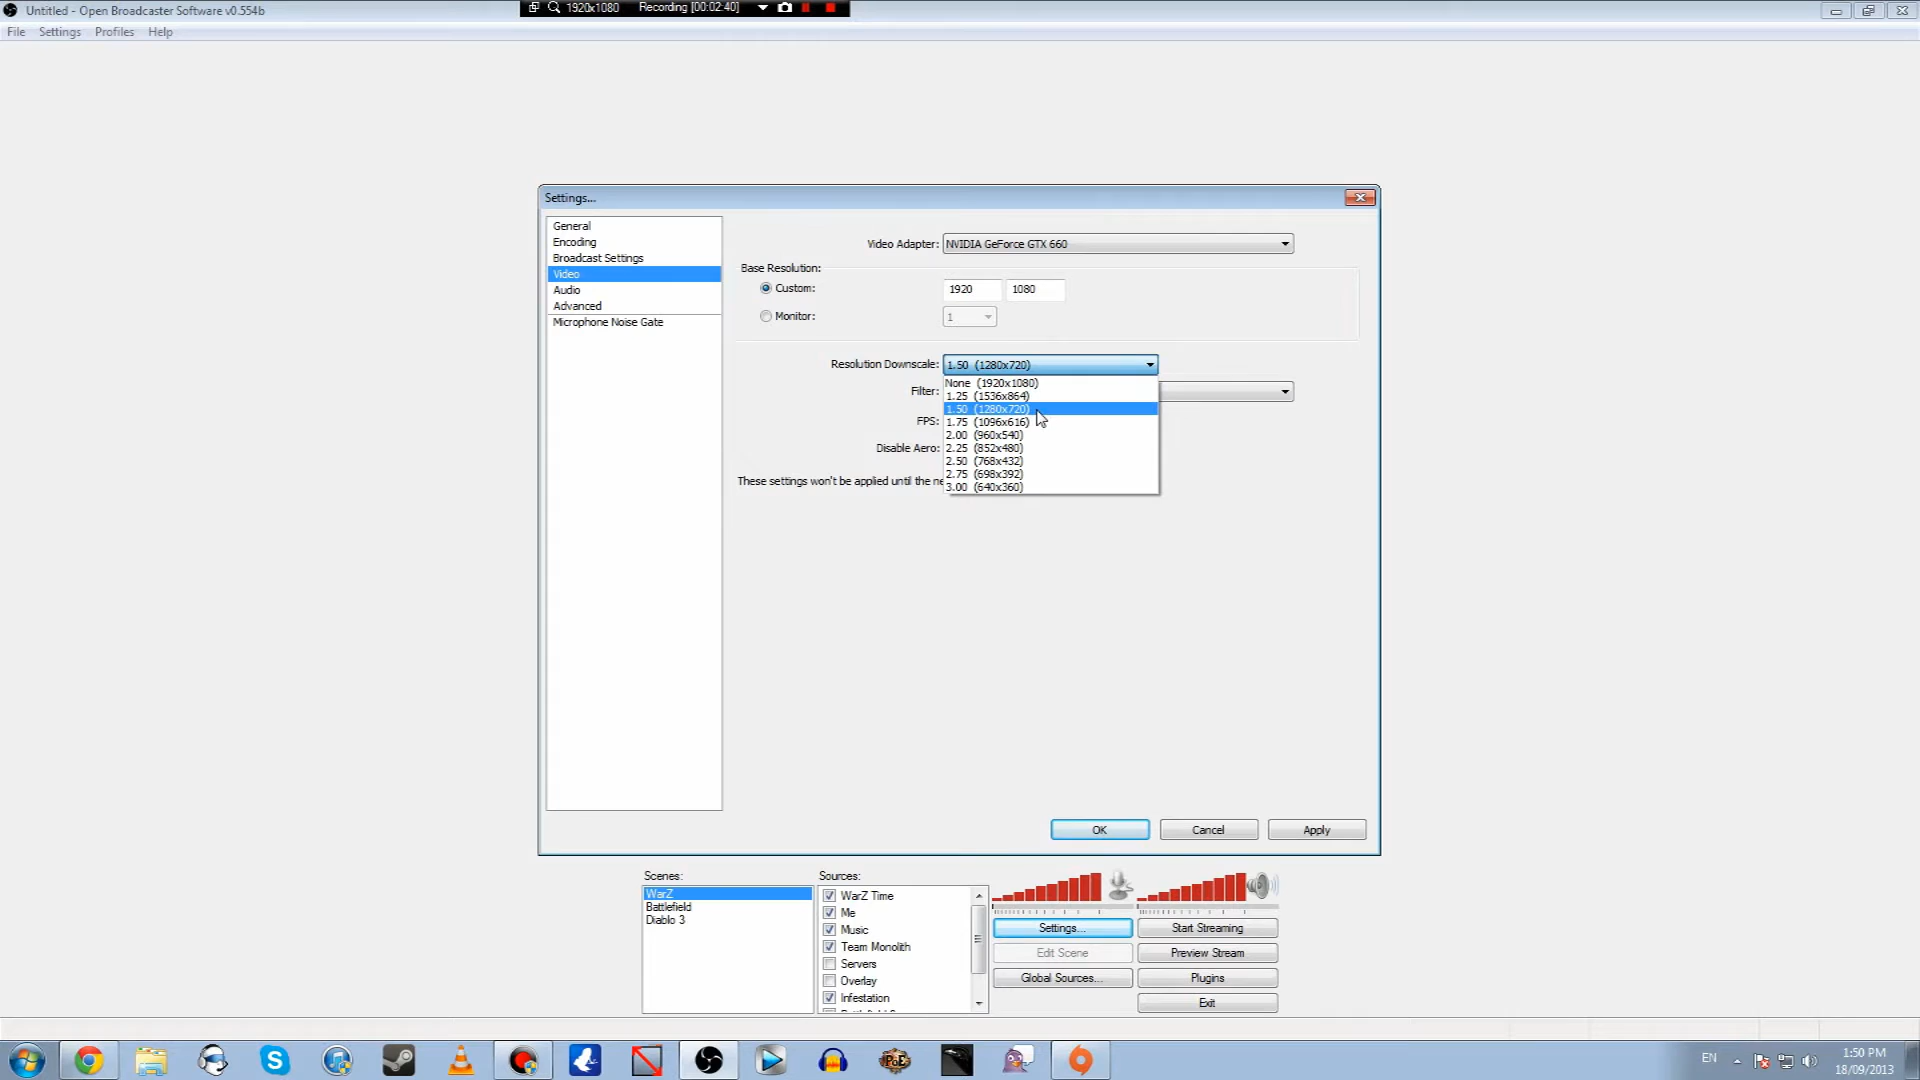 Untitled - Open Broadcaster Software v0.554b
1920x1080 Recording [00:02:40]
File Settings Profiles Help
Settings...
General
Encoding
Broadcast Settings
Video
Audio
Advanced
Microphone Noise Gate
Video Adapter: NVIDIA GeForce GTX 660
Base Resolution:
Custom: 1920 1080
Monitor: 1
Resolution Downscale: 1.50 (1280x720)
Filter:
FPS:
Disable Aero:
These settings won't be applied until the ne
None (1920x1080)
1.25 (1536x864)
1.50 (1280x720)
1.75 (1096x616)
2.00 (960x540)
2.25 (852x480)
2.50 (768x432)
2.75 (698x392)
3.00 (640x360)
OK Cancel Apply
Scenes:
WarZ
Battlefield
Diablo 3
Sources:
WarZ Time
Me
Music
Team Monolith
Servers
Overlay
Infestation
Settings... Start Streaming
Edit Scene Preview Stream
Global Sources... Plugins
Exit
PoE
EN
1:50 PM
18/09/2013